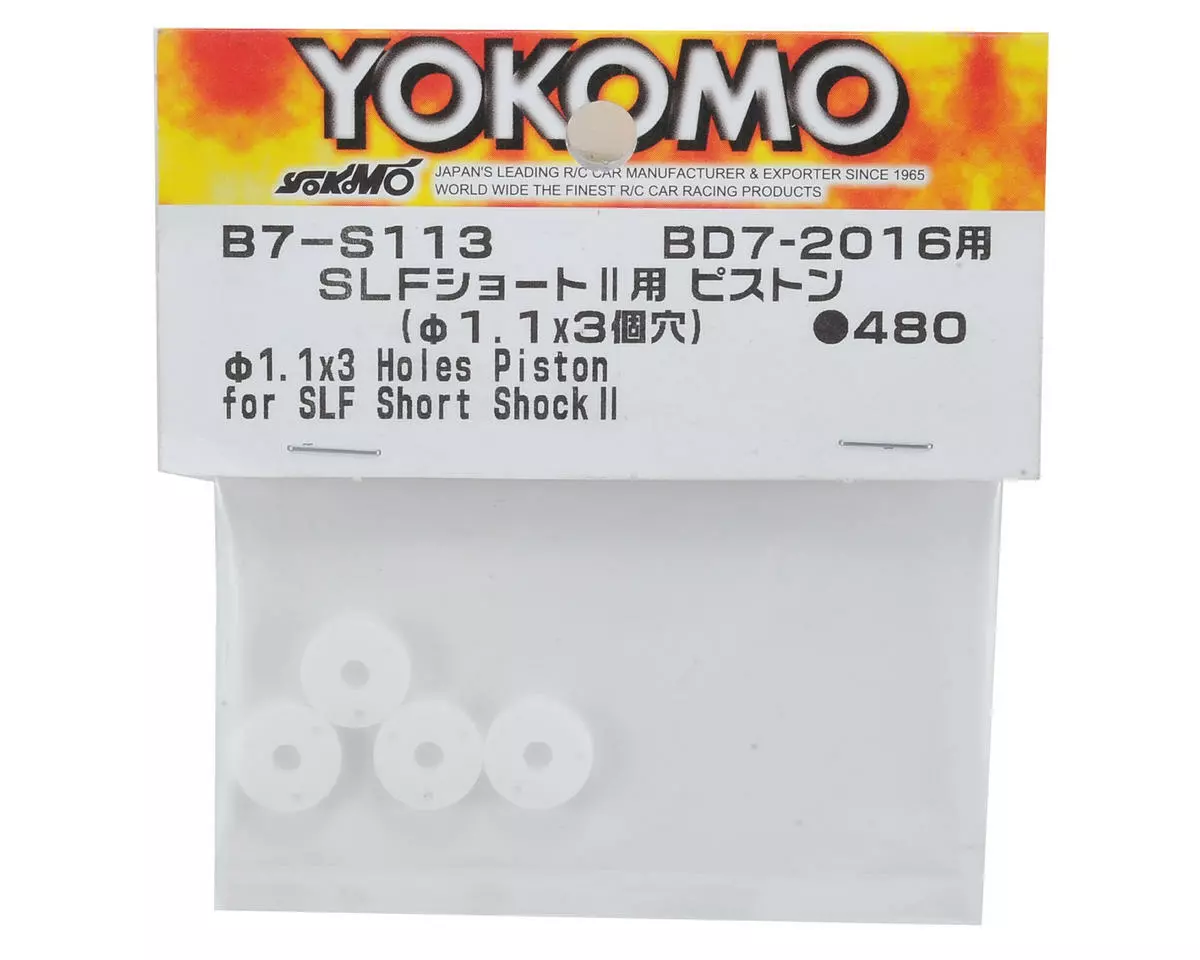 YOKOMO
YOKOMO JAPAN'S LEADING R/C CAR MANUFACTURER & EXPORTER SINCE 1965
WORLD WIDE THE FINEST R/C CAR RACING PRODUCTS
B7-S113 BD7-2016用
SLFショートⅡ用 ピストン
(Φ1.1x3個穴) ●480
Φ1.1x3 Holes Piston
for SLF Short ShockⅡ